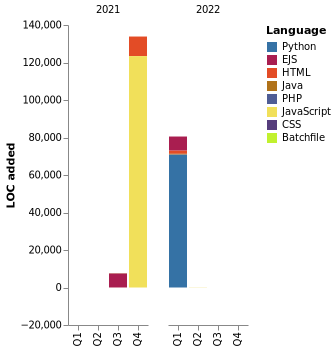 2021 2022
LOC added
140,000
120,000
100,000
80,000
60,000
40,000
20,000
0
−20,000
Q1 Q2 Q3 Q4 Q1 Q2 Q3 Q4
Language
Python
EJS
HTML
Java
PHP
JavaScript
CSS
Batchfile